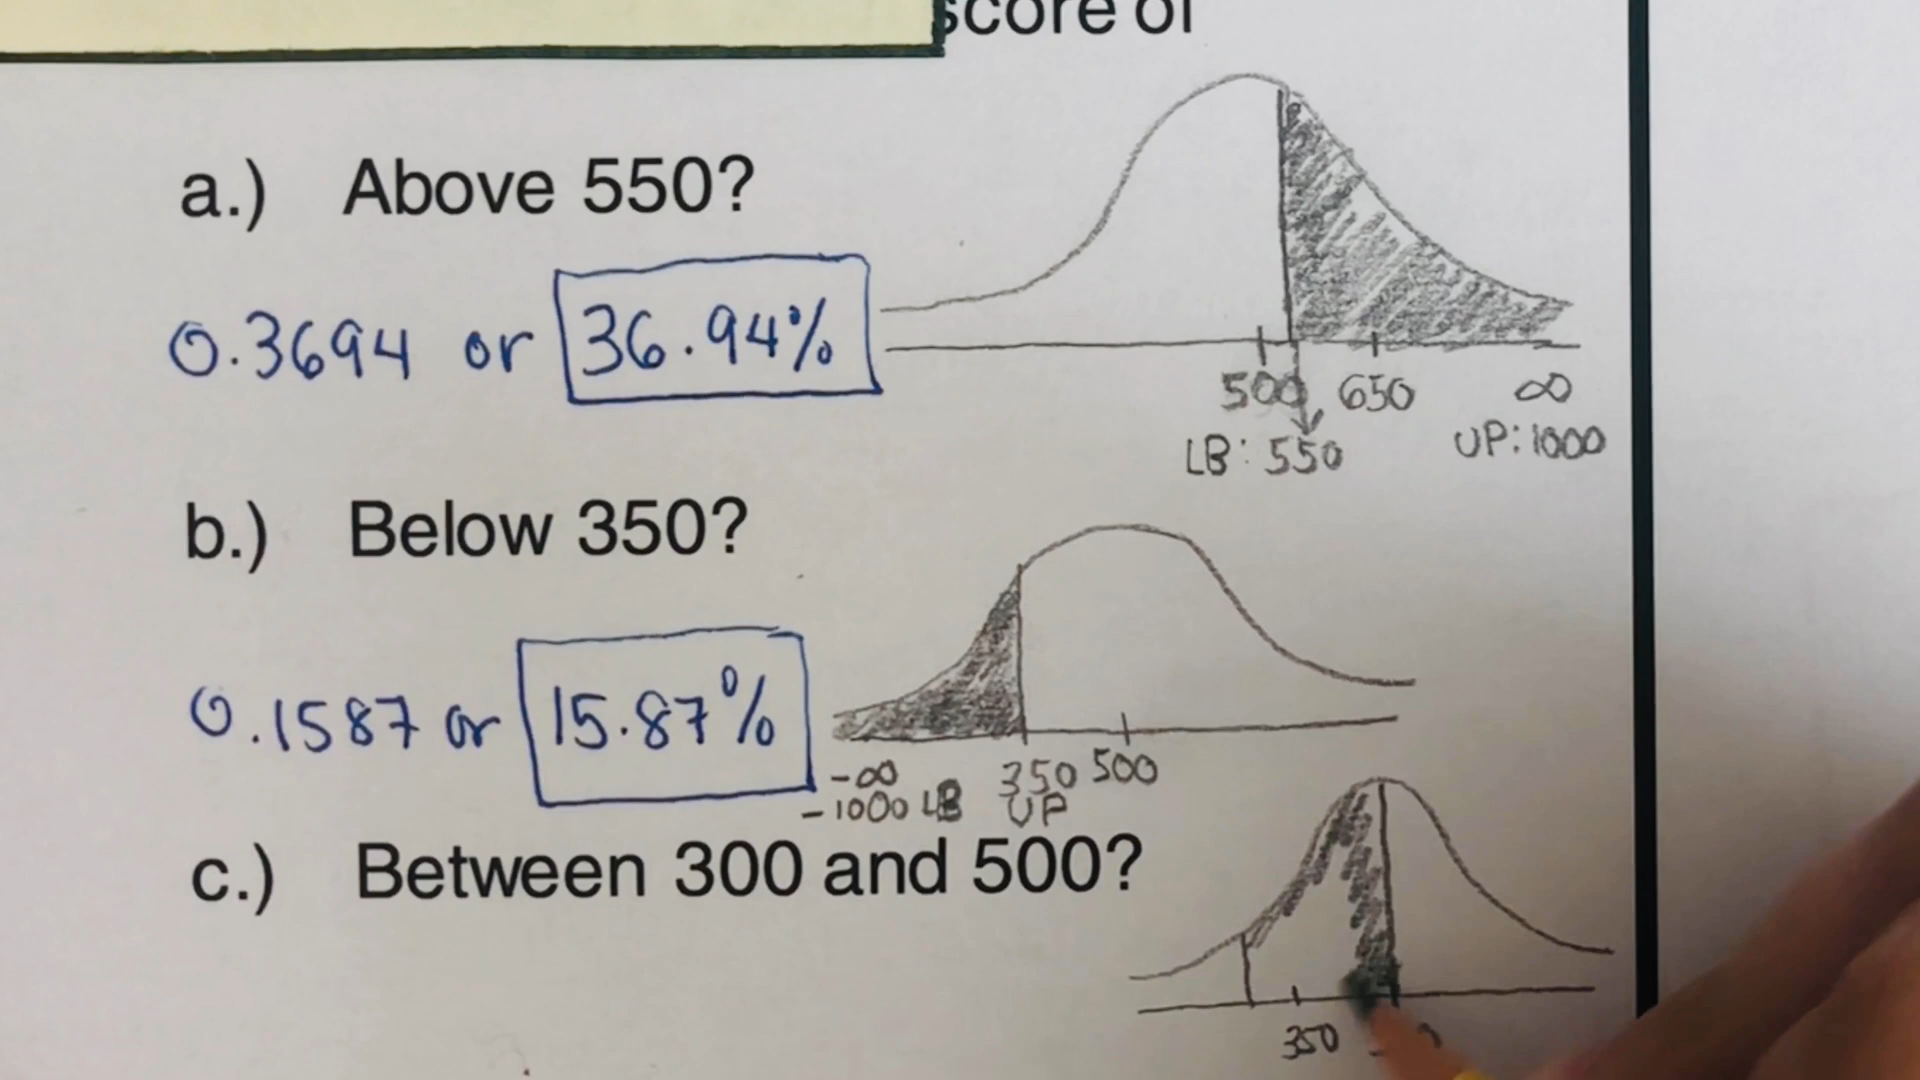 score of
a.) Above 550?
0.3694 or 36.94%
500 650 ∞
LB: 550 UP: 1000
b.) Below 350?
0.1587 or 15.87%
-∞ 350 500
-1000 LB UP
c.) Between 300 and 500?
350